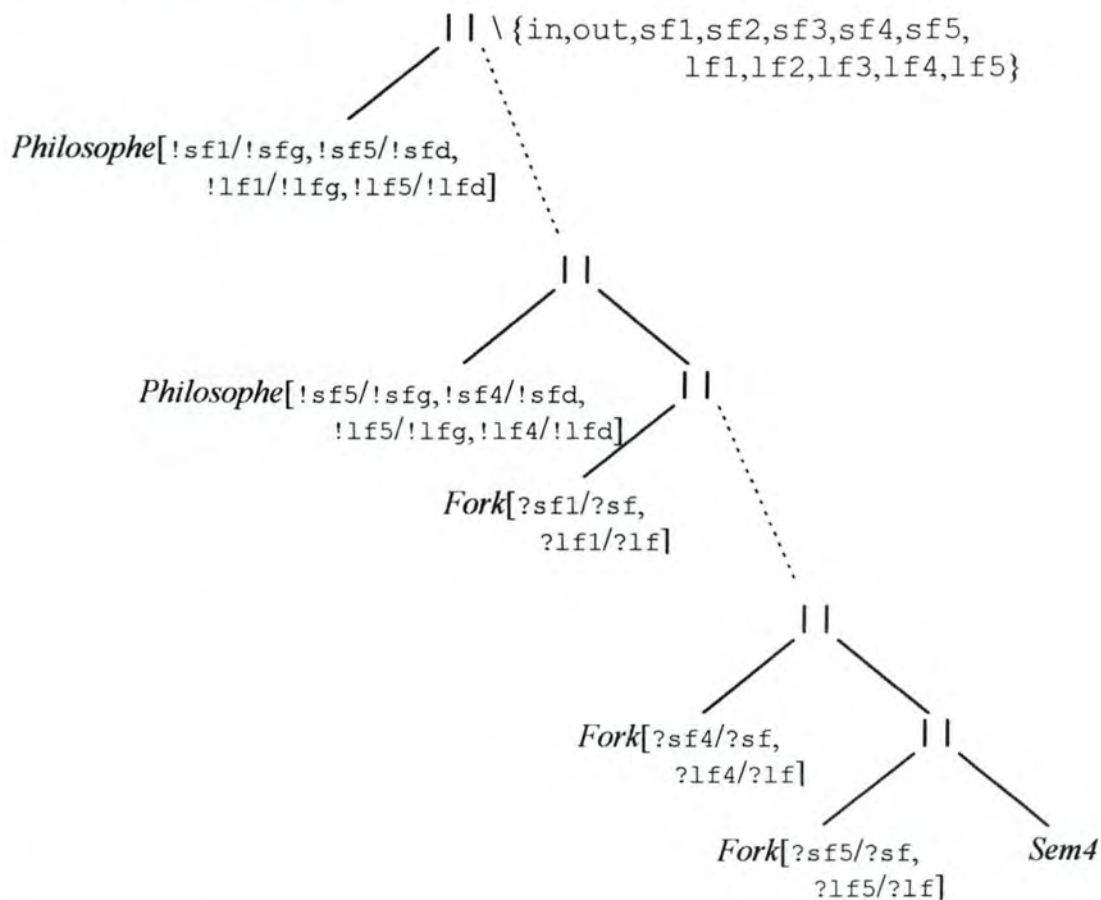 || \{in,out,sf1,sf2,sf3,sf4,sf5,
lf1,lf2,lf3,lf4,lf5}
Philosophe[!sf1/!sfg,!sf5/!sfd,
!lf1/!lfg,!lf5/!lfd]
||
Philosophe[!sf5/!sfg,!sf4/!sfd,
!lf5/!lfg,!lf4/!lfd]
||
Fork[?sf1/?sf,
?lf1/?lf]
||
Fork[?sf4/?sf,
?lf4/?lf]
||
Fork[?sf5/?sf,
?lf5/?lf]
Sem4